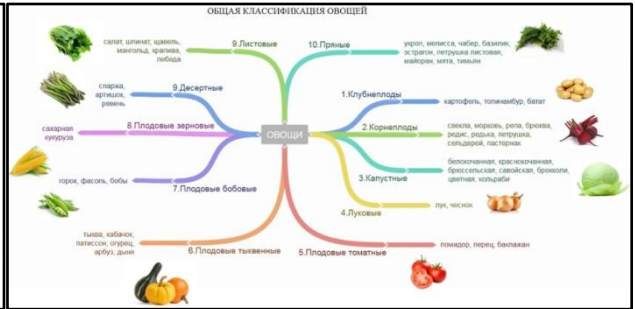 ОБЩАЯ КЛАССИФИКАЦИЯ ОВОЩЕЙ
салат, шпинат, щавель,
мангольд, крапива,
лебеда
9.Листовые
10.Пряные
укроп, мелисса, чабер, базилик,
эстрагон, петрушка листовая,
майоран, мята, тимьян
спаржа,
артишок,
ревень
9.Десертные
1.Клубнеплоды
картофель, топинамбур, батат
сахарная
кукуруза
8.Плодовые зерновые
ОВОЩИ
2.Корнеплоды
свекла, морковь, репа, брюква,
редис, редька, петрушка,
сельдерей, пастернак
горох, фасоль, бобы
7.Плодовые бобовые
3.Капустные
белокочанная, краснокочанная,
брюссельская, савойская, брокколи,
цветная, кольраби
4.Луковые
лук, чеснок
тыква, кабачок,
патиссон, огурец,
арбуз, дыня
6.Плодовые тыквенные
5.Плодовые томатные
помидор, перец, баклажан